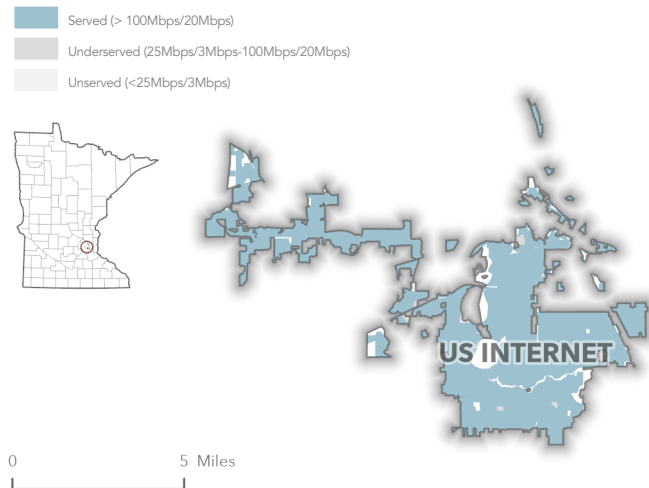 Served (> 100Mbps/20Mbps)
Underserved (25Mbps/3Mbps-100Mbps/20Mbps)
Unserved (<25Mbps/3Mbps)
US INTERNET
0 5 Miles